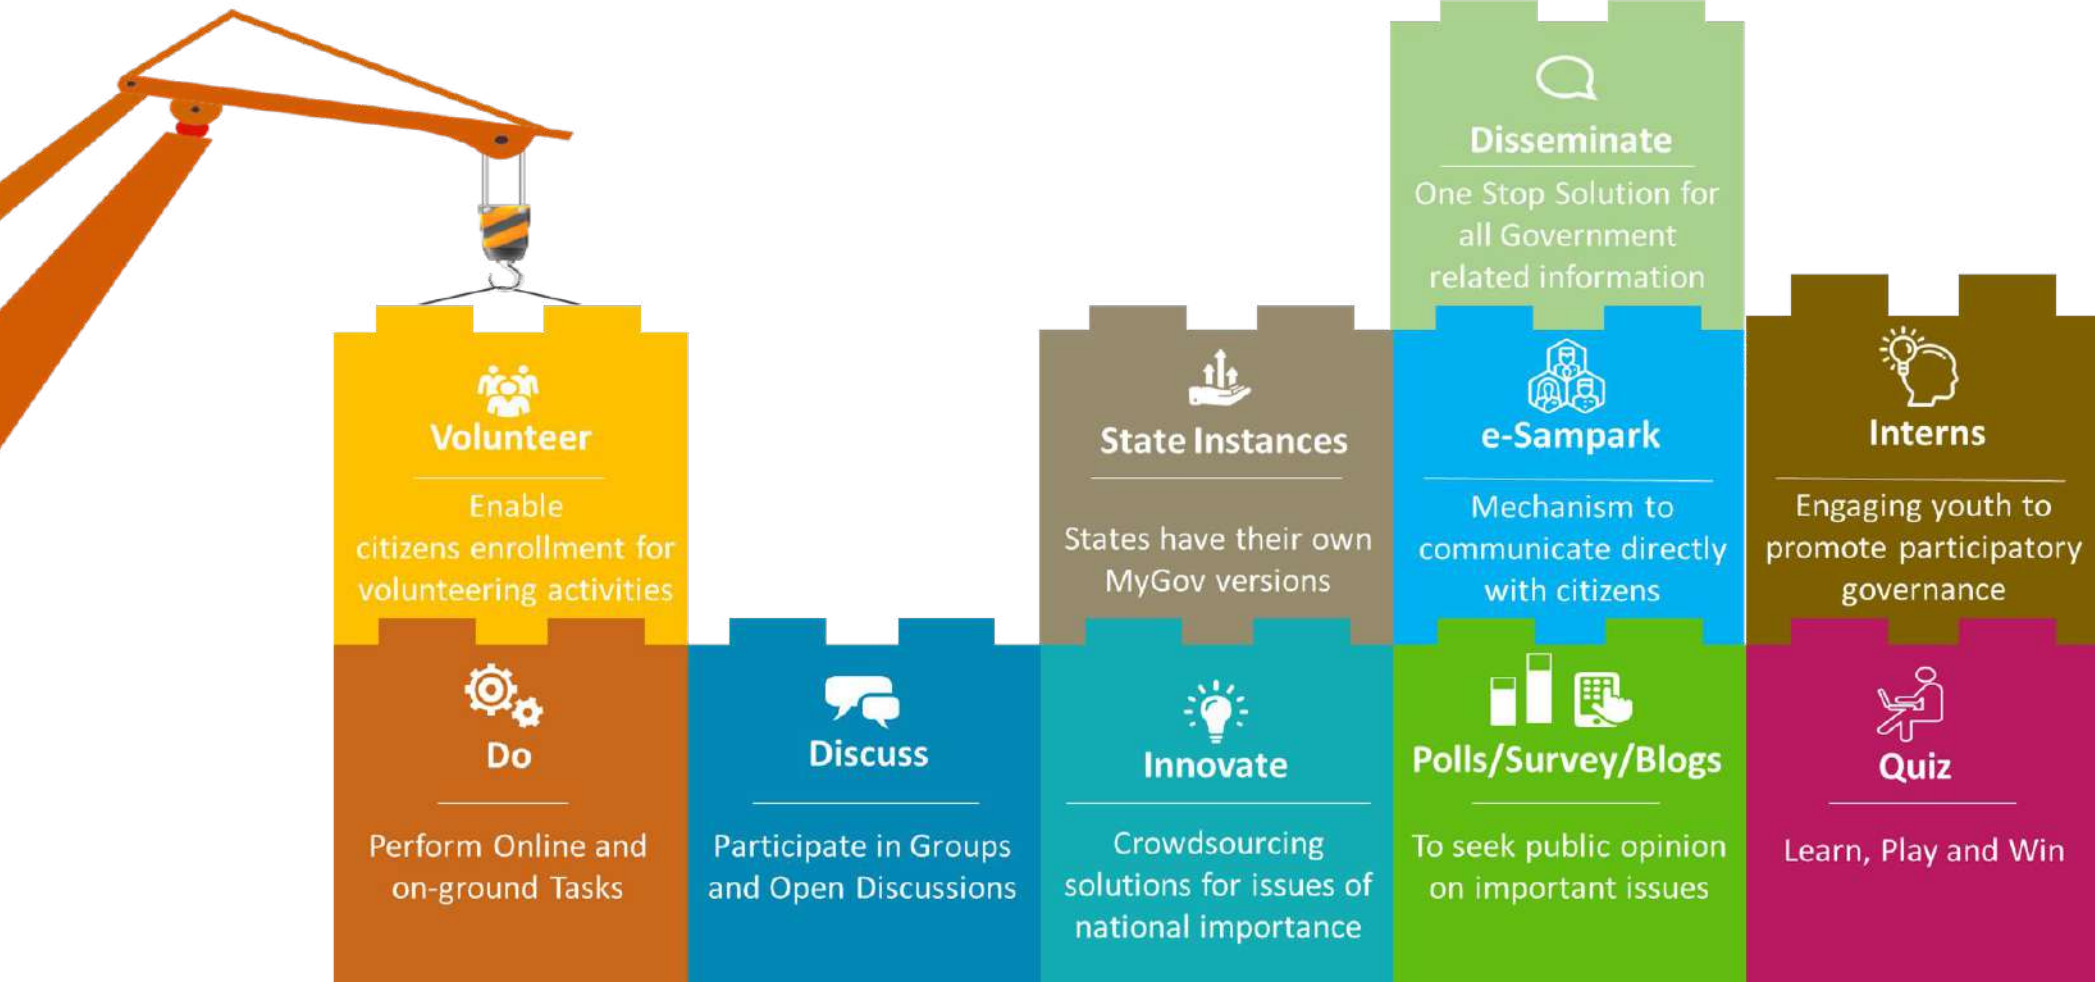 Disseminate
One Stop Solution for
all Government
related information
Volunteer
Enable
citizens enrollment for
volunteering activities
State Instances
States have their own
MyGov versions
e-Sampark
Mechanism to
communicate directly
with citizens
Interns
Engaging youth to
promote participatory
governance
Do
Perform Online and
on-ground Tasks
Discuss
Participate in Groups
and Open Discussions
Innovate
Crowdsourcing
solutions for issues of
national importance
Polls/Survey/Blogs
To seek public opinion
on important issues
Quiz
Learn, Play and Win